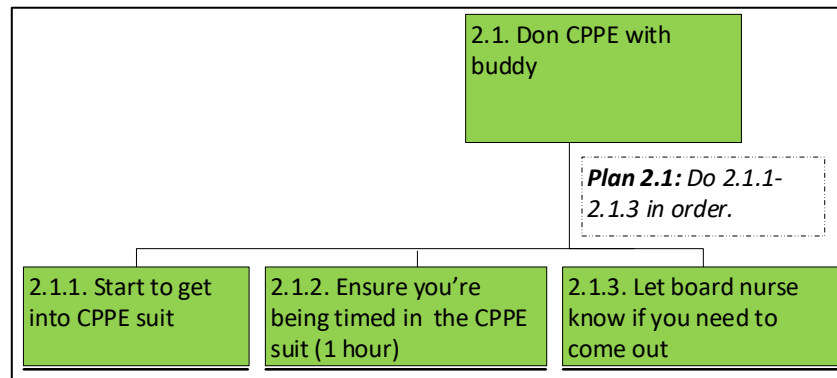 2.1. Don CPPE with
buddy
Plan 2.1: Do 2.1.1-
2.1.3 in order.
2.1.1. Start to get
into CPPE suit
2.1.2. Ensure you’re
being timed in the CPPE
suit (1 hour)
2.1.3. Let board nurse
know if you need to
come out